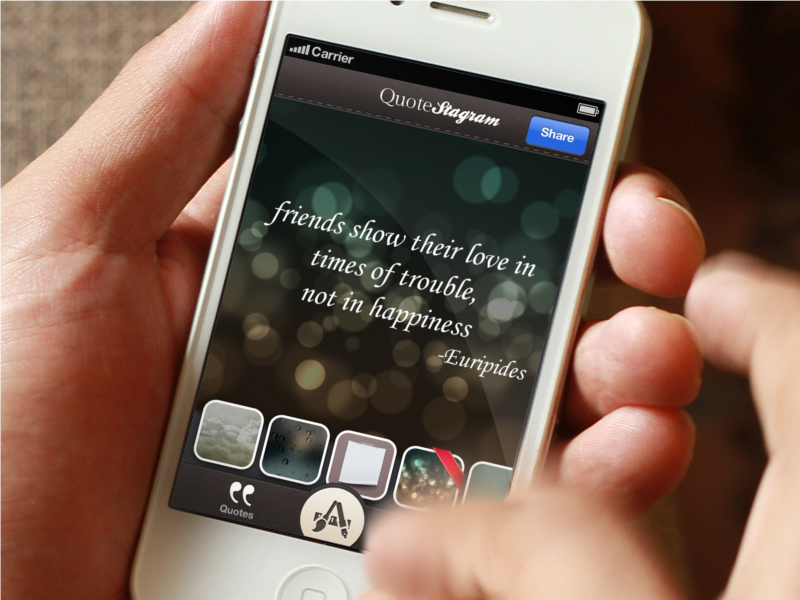 Carrier
QuoteStagram
Share
friends show their love in
times of trouble,
not in happiness
-Euripides
Quotes